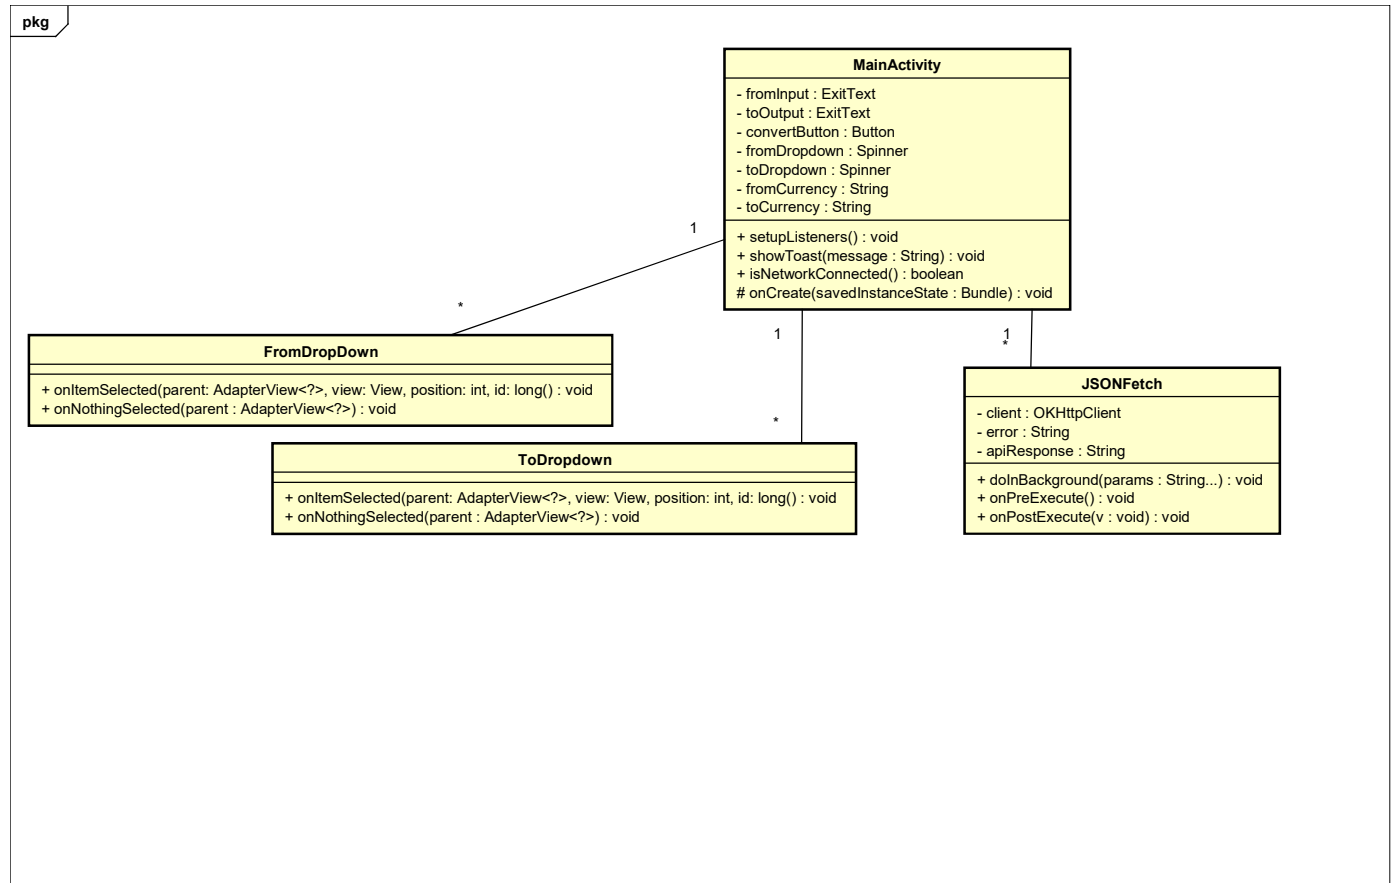 pkg
MainActivity
- fromInput : ExitText
- toOutput : ExitText
- convertButton : Button
- fromDropdown : Spinner
- toDropdown : Spinner
- fromCurrency : String
- toCurrency : String
+ setupListeners() : void
+ showToast(message : String) : void
+ isNetworkConnected() : boolean
# onCreate(savedInstanceState : Bundle) : void
1
*
1
*
1
*
FromDropDown
+ onItemSelected(parent: AdapterView<?>, view: View, position: int, id: long() : void
+ onNothingSelected(parent : AdapterView<?>) : void
ToDropdown
+ onItemSelected(parent: AdapterView<?>, view: View, position: int, id: long() : void
+ onNothingSelected(parent : AdapterView<?>) : void
JSONFetch
- client : OKHttpClient
- error : String
- apiResponse : String
+ doInBackground(params : String...) : void
+ onPreExecute() : void
+ onPostExecute(v : void) : void